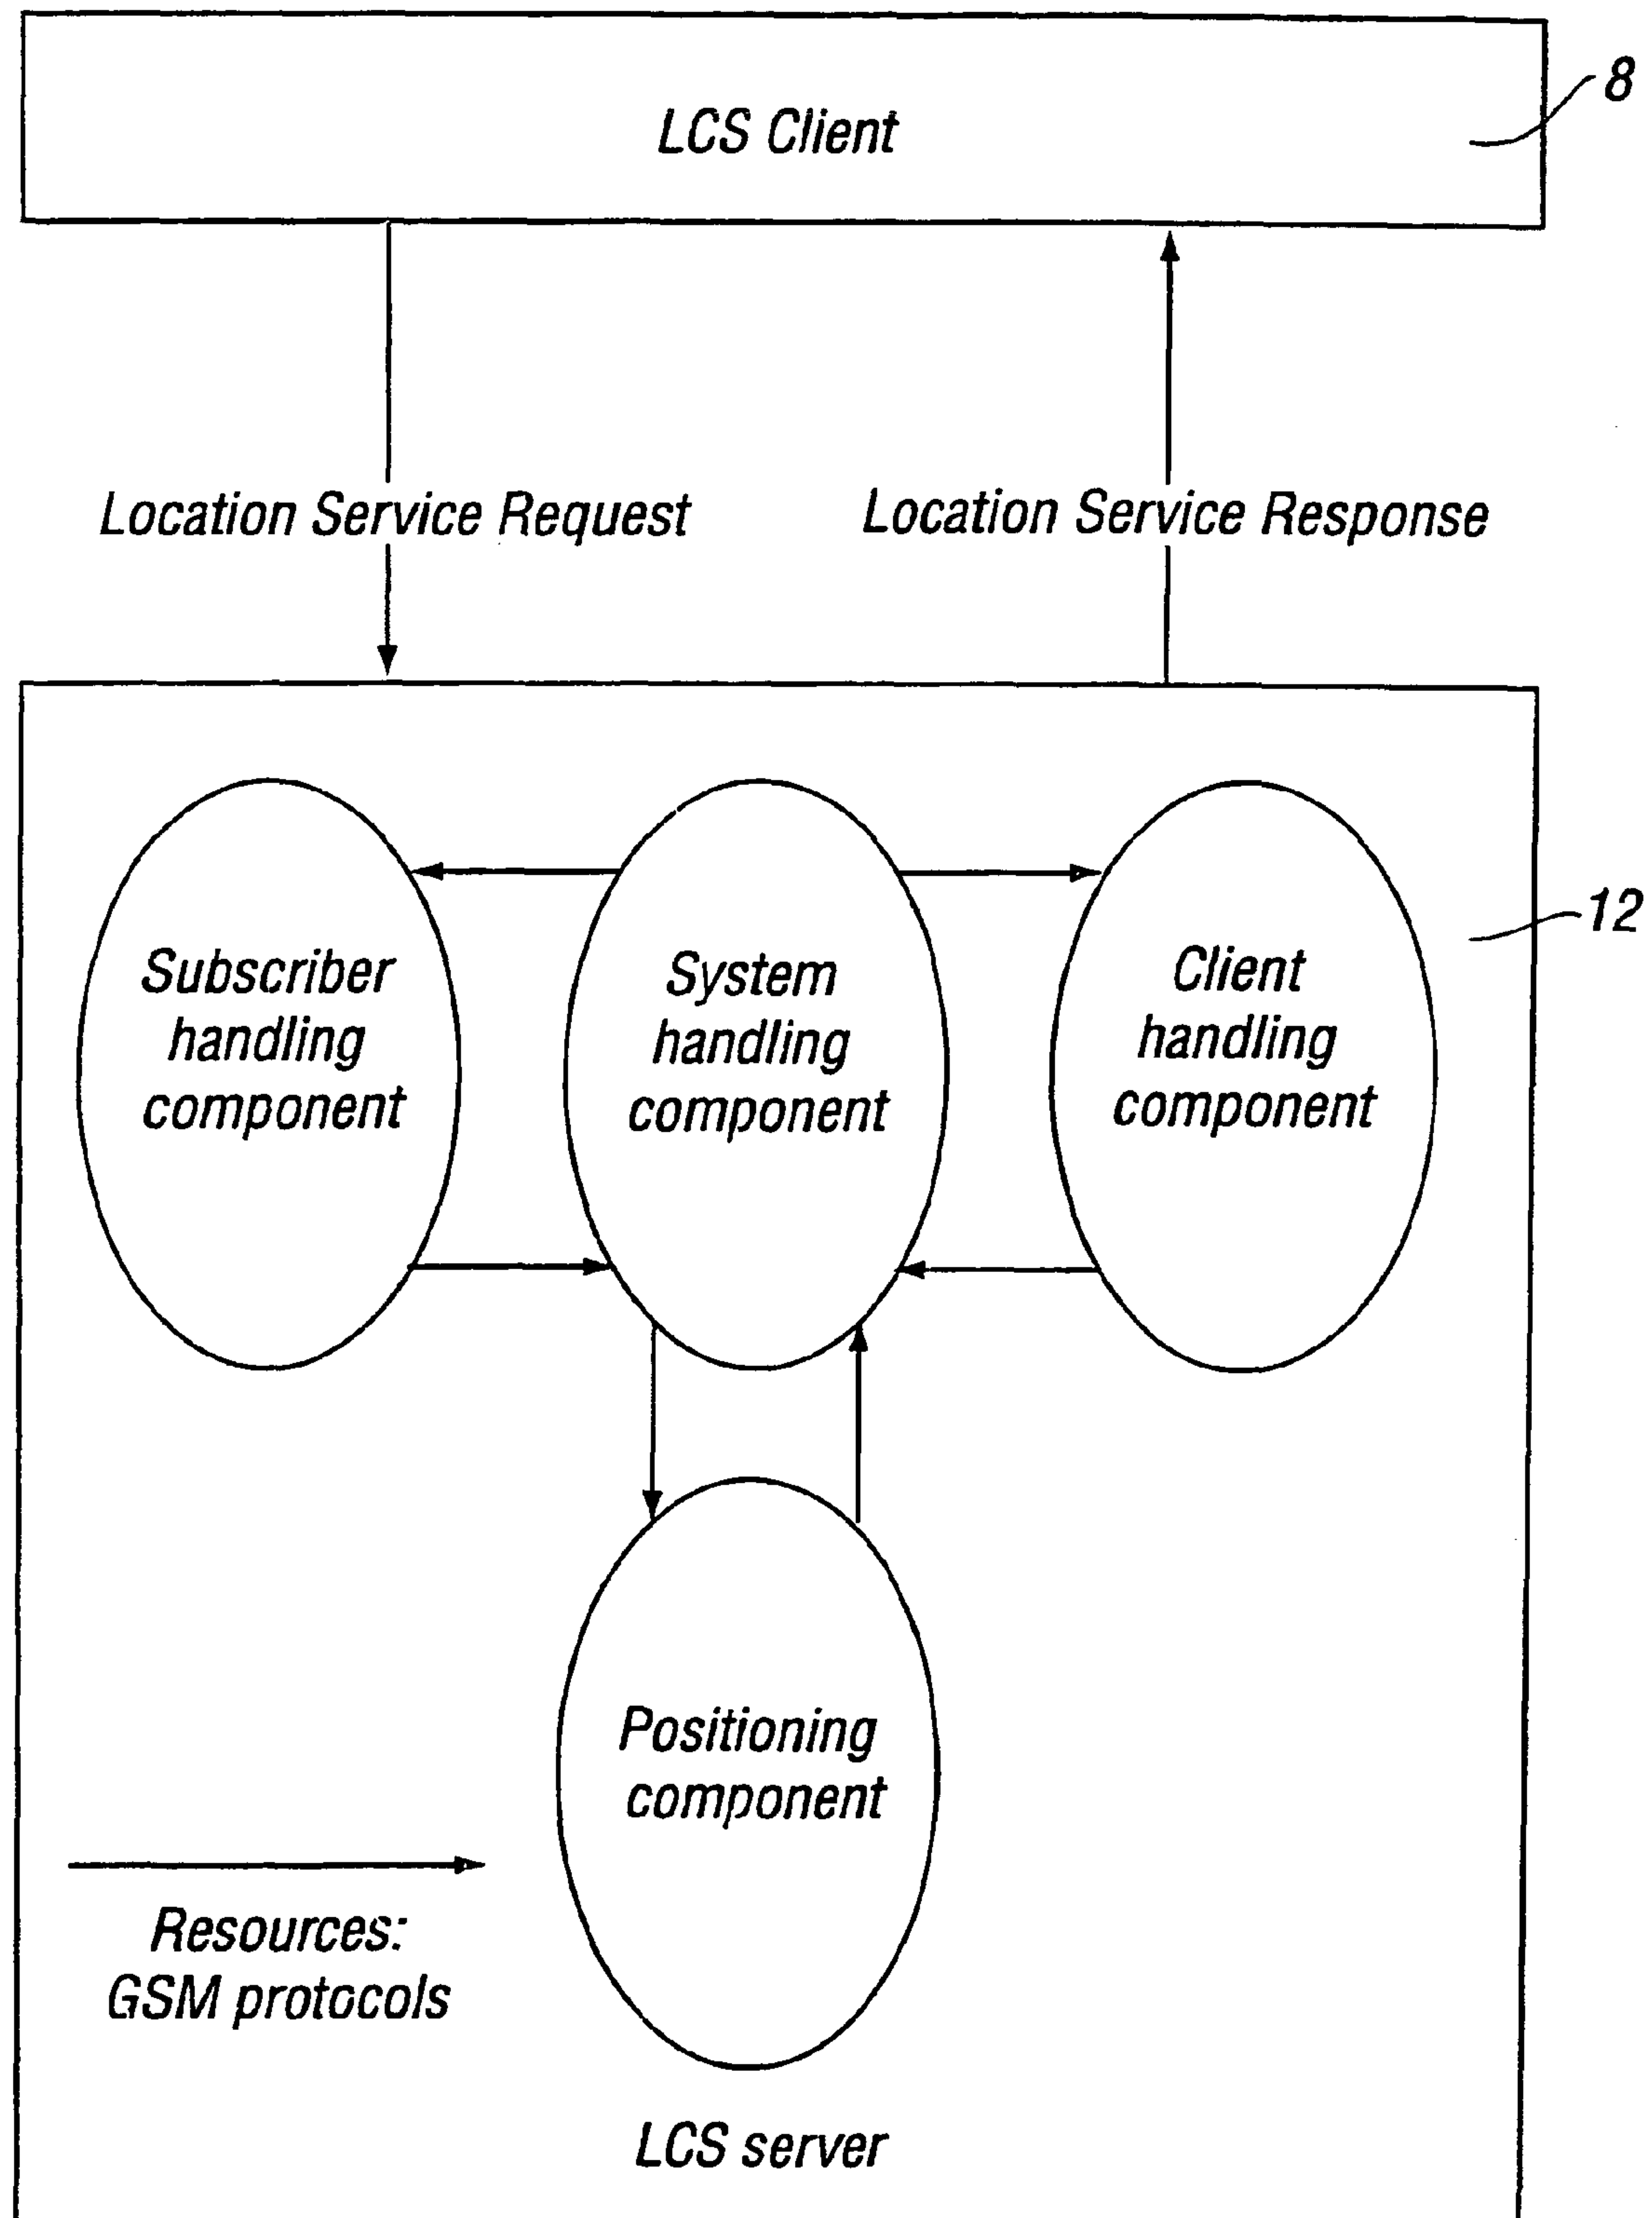 LCS Client
8
Location Service Request
Location Service Response
12
Subscriber
handling
component
System
handling
component
Client
handling
component
Positioning
component
Resources:
GSM protocols
LCS server